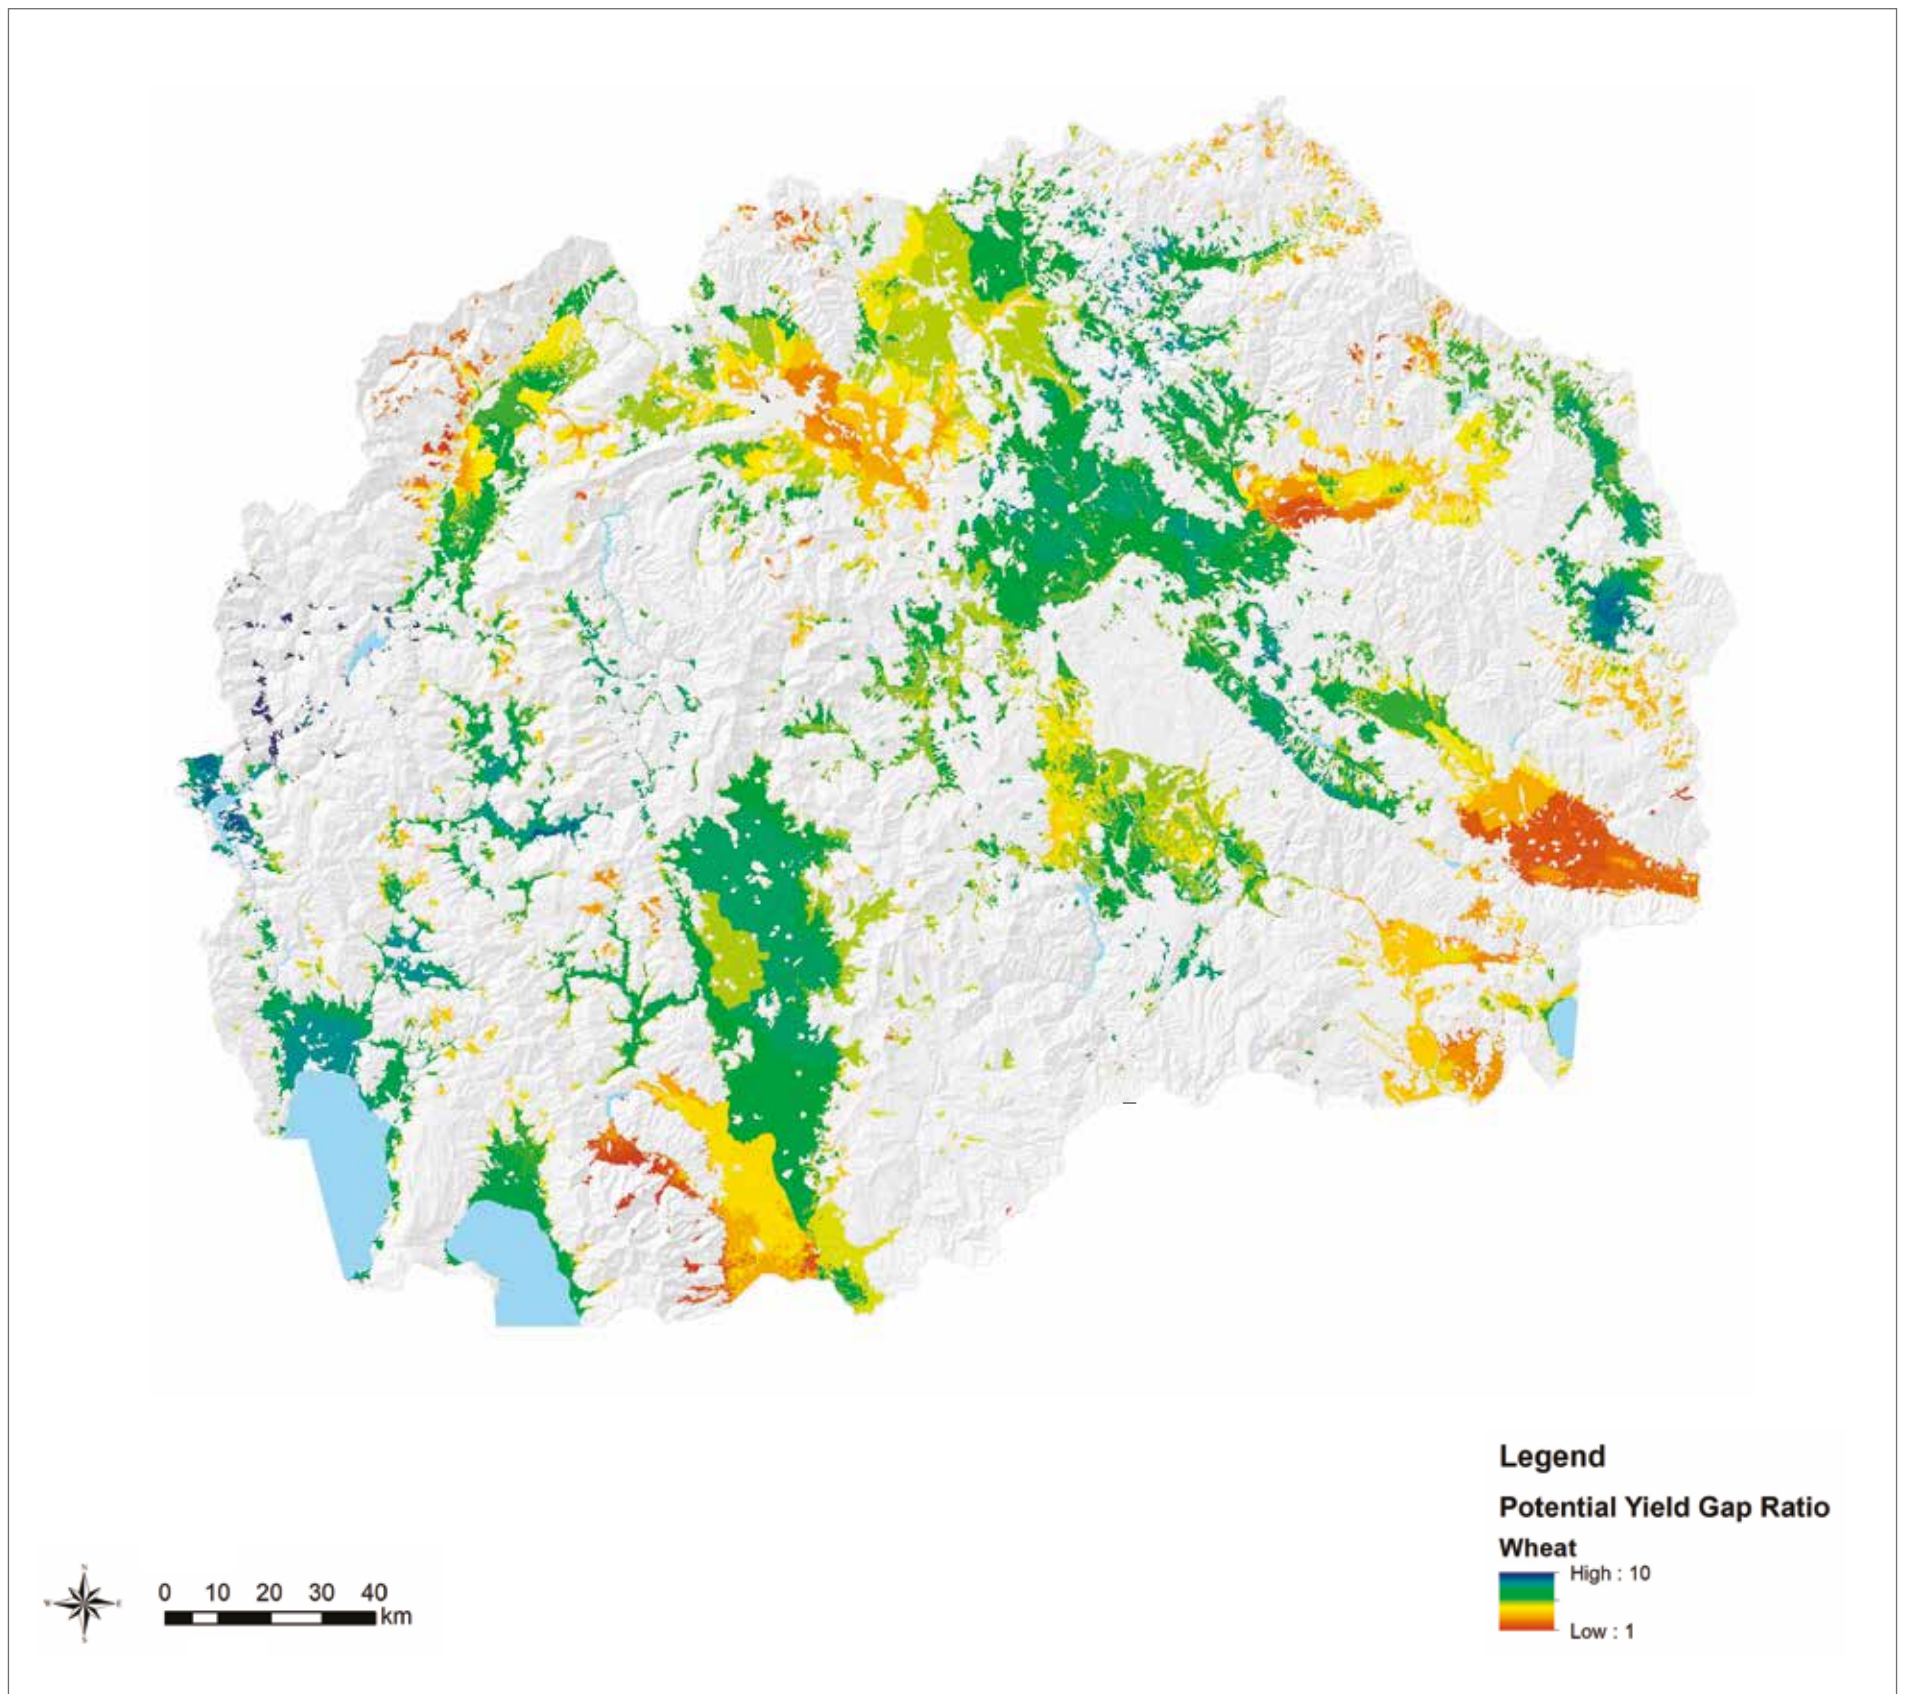 Legend
Potential Yield Gap Ratio
Wheat
High : 10
Low : 1
N
W
E
S
0 10 20 30 40
km